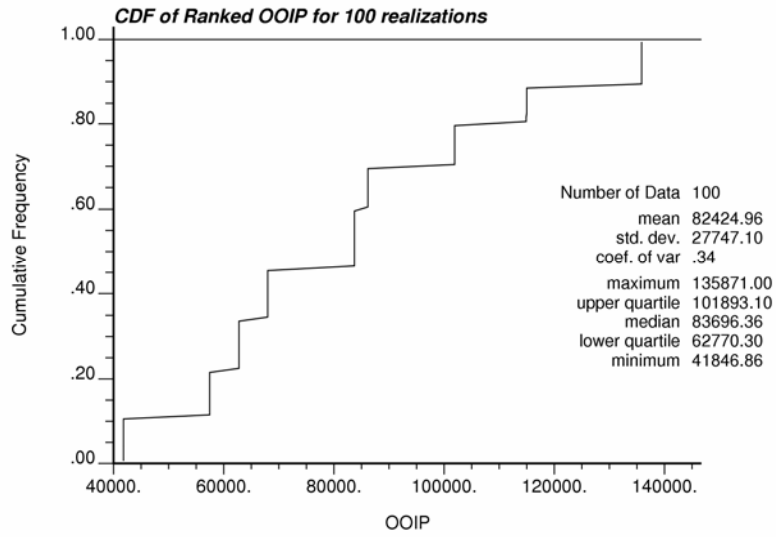 CDF of Ranked OOIP for 100 realizations
1.00
.80
.60
.40
.20
.00
Cumulative Frequency
40000.
60000.
80000.
100000.
120000.
140000.
OOIP
Number of Data 100
mean 82424.96
std. dev. 27747.10
coef. of var .34
maximum 135871.00
upper quartile 101893.10
median 83696.36
lower quartile 62770.30
minimum 41846.86